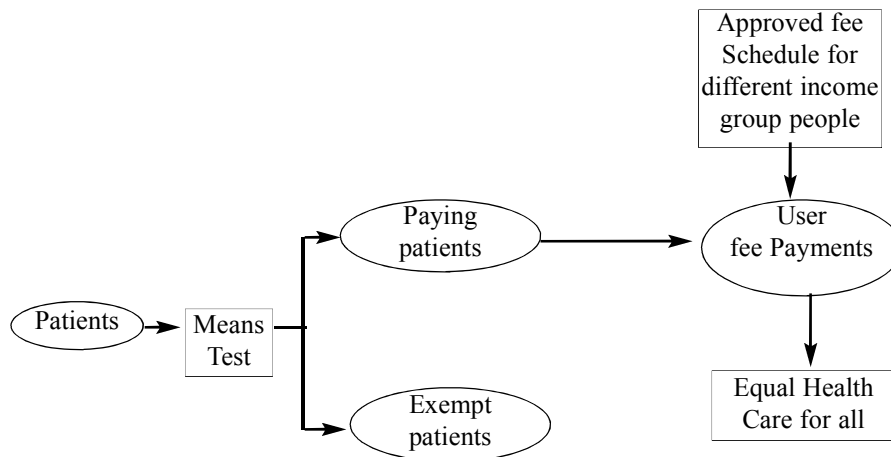 Approved fee
Schedule for
different income
group people
Paying
patients
User
fee Payments
Patients
Means
Test
Exempt
patients
Equal Health
Care for all